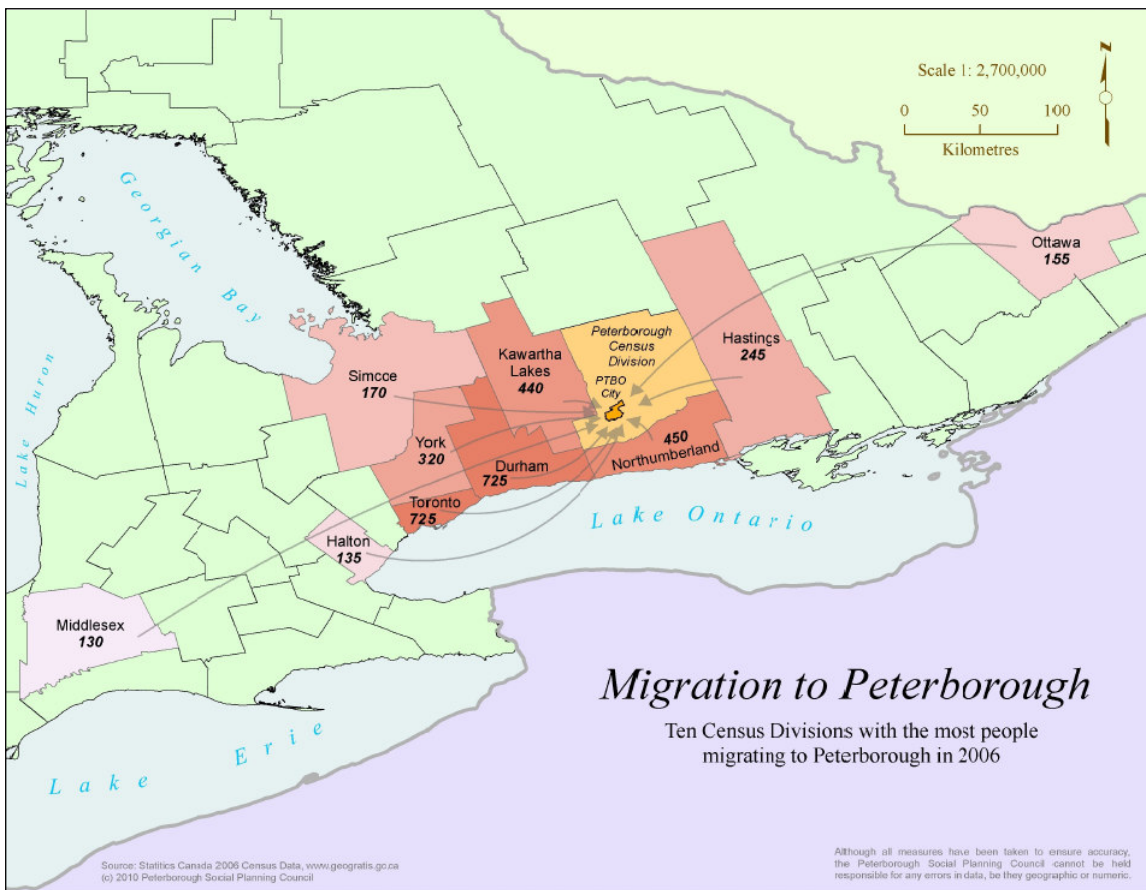 Scale 1: 2,700,000
N
0 50 100
Kilometres
Georgian Bay
Lake Huron
Ottawa
155
Peterborough
Census
Division
PTBO
City
Hastings
245
Kawartha
Lakes
440
Simcoe
170
York
320
Durham
725
450
Northumberland
Toronto
725
Lake Ontario
Halton
135
Middlesex
130
Lake Erie
Migration to Peterborough
Ten Census Divisions with the most people
migrating to Peterborough in 2006
Source: Statitics Canada 2006 Census Data, www.geogratis.gc.ca
(c) 2010 Peterborough Social Planning Council
Although all measures have been taken to ensure accuracy,
the Peterborough Social Planning Council cannot be held
responsible for any errors in data, be they geographic or numeric.